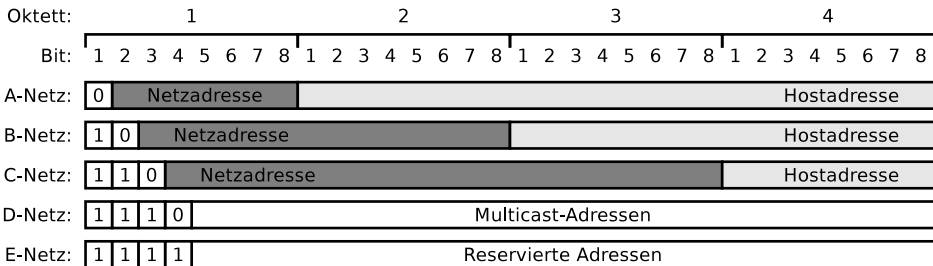 Oktett: 1 2 3 4
Bit: 1 2 3 4 5 6 7 8 1 2 3 4 5 6 7 8 1 2 3 4 5 6 7 8 1 2 3 4 5 6 7 8
A-Netz: 0 Netzadresse Hostadresse
B-Netz: 1 0 Netzadresse Hostadresse
C-Netz: 1 1 0 Netzadresse Hostadresse
D-Netz: 1 1 1 0 Multicast-Adressen
E-Netz: 1 1 1 1 Reservierte Adressen